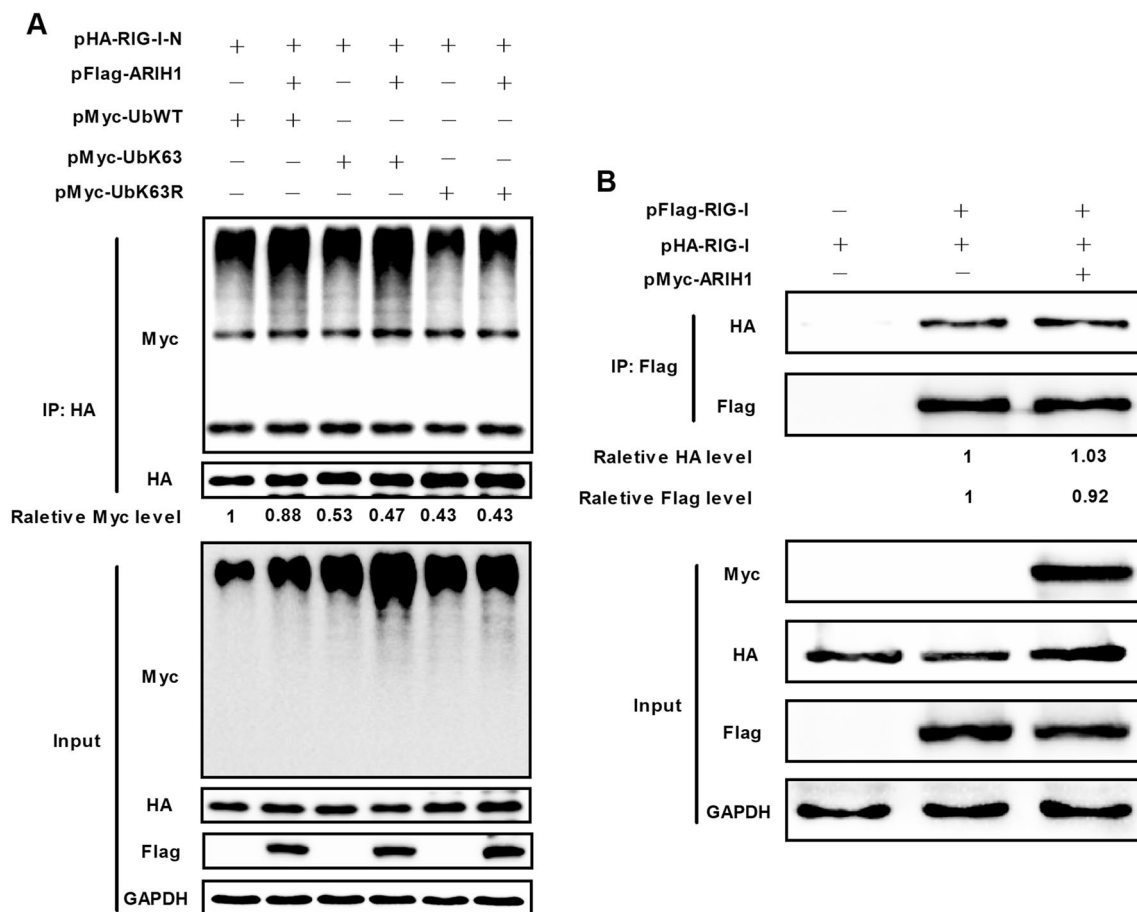 A
pHA-RIG-I-N + + + + + +
pFlag-ARIH1 − + − + − +
pMyc-UbWT + + − − − −
pMyc-UbK63 − − + + − −
pMyc-UbK63R − − − − + +
IP: HA
Myc
HA
Raletive Myc level 1 0.88 0.53 0.47 0.43 0.43
Input
Myc
HA
Flag
GAPDH
B
pFlag-RIG-I − + +
pHA-RIG-I + + +
pMyc-ARIH1 − − +
IP: Flag
HA
Flag
Raletive HA level 1 1.03
Raletive Flag level 1 0.92
Input
Myc
HA
Flag
GAPDH